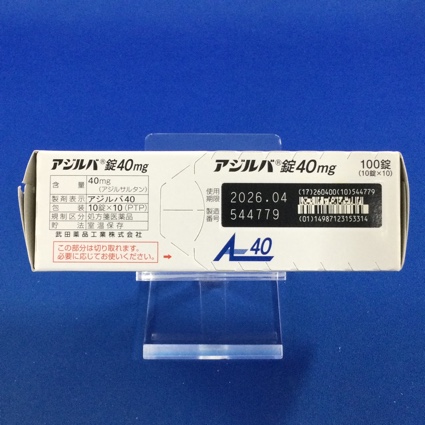 アジルバ®錠40mg
含 量 40mg
(アジルサルタン)
製剤表示 アジルバ40
包 装 10錠×10(PTP)
規制区分 処方箋医薬品
貯 法 室温保存
武田薬品工業株式会社
この部分は切り取れます。
必要に応じてお使いください。
アジルバ®錠40mg
100錠
(10錠×10)
使用期限 2026.04
製造番号 544779
(17)260400(10)544779
(01)14987123153314
A 40